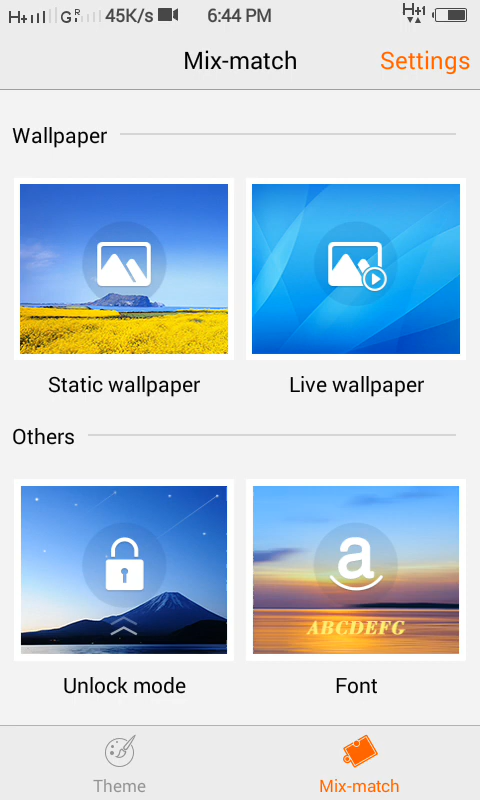 H+ G R 45K/s 6:44 PM H+1
Mix-match Settings
Wallpaper
Static wallpaper Live wallpaper
Others
a
ABCDEFG
Unlock mode Font
Theme Mix-match